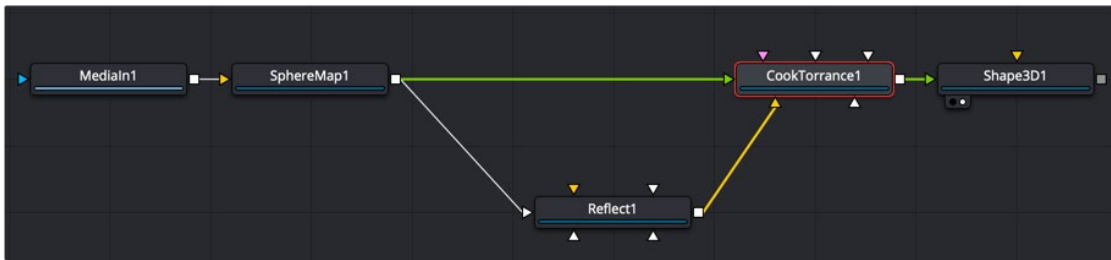 MediaIn1
SphereMap1
CookTorrance1
Shape3D1
Reflect1